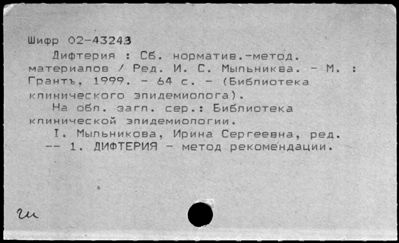 Шифр 02-43243
Дифтерия : Сб. норматив.-метод.
материалов / Ред. И. С. Мыльниква. - М. :
Грантъ, 1999. - 64 с. - (Библиотека
клинического эпидемиолога).
На обл. загл. сер.: Библиотека
клинической эпидемиологии.
I. Мыльникова, Ирина Сергеевна, ред.
-- 1. ДИФТЕРИЯ - метод рекомендации.